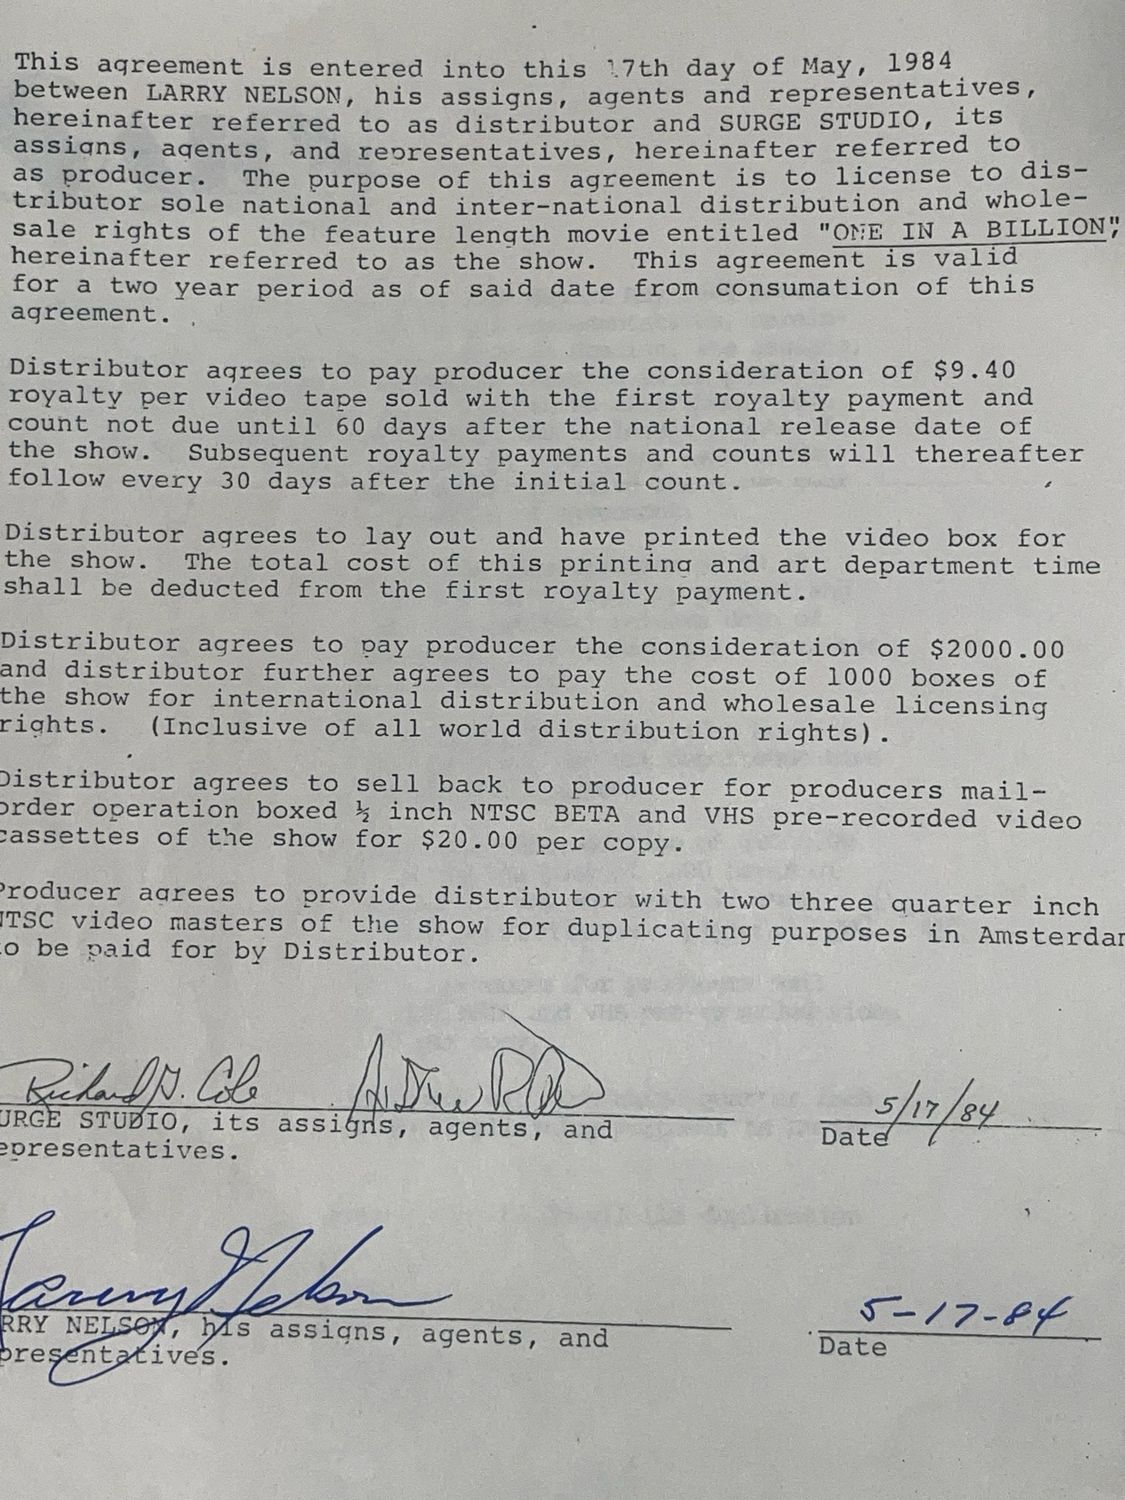 This agreement is entered into this 17th day of May, 1984
between LARRY NELSON, his assigns, agents and representatives,
hereinafter referred to as distributor and SURGE STUDIO, its
assigns, agents, and representatives, hereinafter referred to
as producer. The purpose of this agreement is to license to dis-
tributor sole national and inter-national distribution and whole-
sale rights of the feature length movie entitled "ONE IN A BILLION",
hereinafter referred to as the show. This agreement is valid
for a two year period as of said date from consumation of this
agreement.
Distributor agrees to pay producer the consideration of $9.40
royalty per video tape sold with the first royalty payment and
count not due until 60 days after the national release date of
the show. Subsequent royalty payments and counts will thereafter
follow every 30 days after the initial count.
Distributor agrees to lay out and have printed the video box for
the show. The total cost of this printing and art department time
shall be deducted from the first royalty payment.
Distributor agrees to pay producer the consideration of $2000.00
and distributor further agrees to pay the cost of 1000 boxes of
the show for international distribution and wholesale licensing
rights. (Inclusive of all world distribution rights).
Distributor agrees to sell back to producer for producers mail-
order operation boxed ½ inch NTSC BETA and VHS pre-recorded video
cassettes of the show for $20.00 per copy.
Producer agrees to provide distributor with two three quarter inch
NTSC video masters of the show for duplicating purposes in Amsterdam
to be paid for by Distributor.
Richard G. Cole
5/17/84
URGE STUDIO, its assigns, agents, and
Date
epresentatives.
Larry Nelson
5-17-84
RRY NELSON, his assigns, agents, and
Date
presentatives.